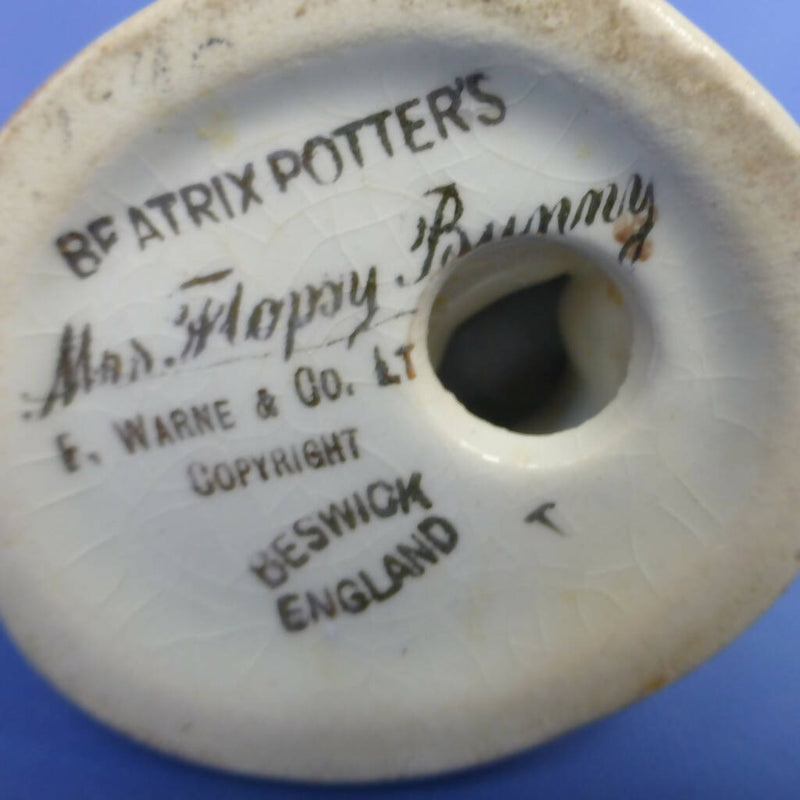 BEATRIX POTTER'S
Mrs. Flopsy Bunny
F. WARNE & CO. LT
COPYRIGHT
BESWICK
ENGLAND
T